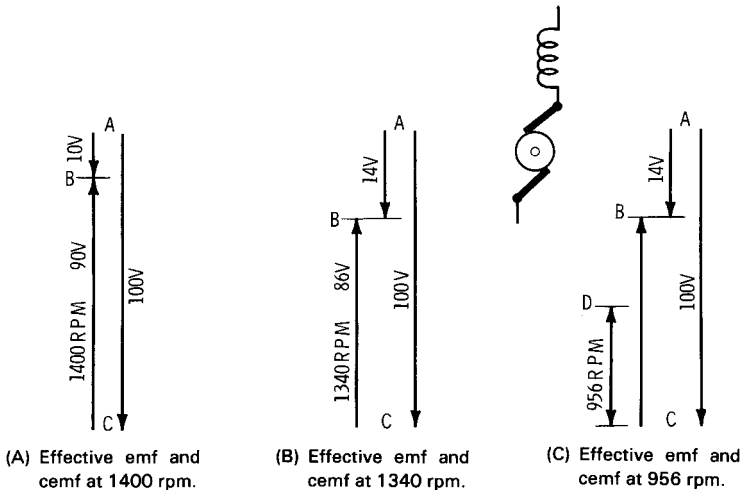 A
10V
B
90V
100V
1400 RPM
C
(A) Effective emf and
cemf at 1400 rpm.
A
14V
B
86V
100V
1340 RPM
C
(B) Effective emf and
cemf at 1340 rpm.
A
14V
B
100V
D
956 RPM
C
(C) Effective emf and
cemf at 956 rpm.